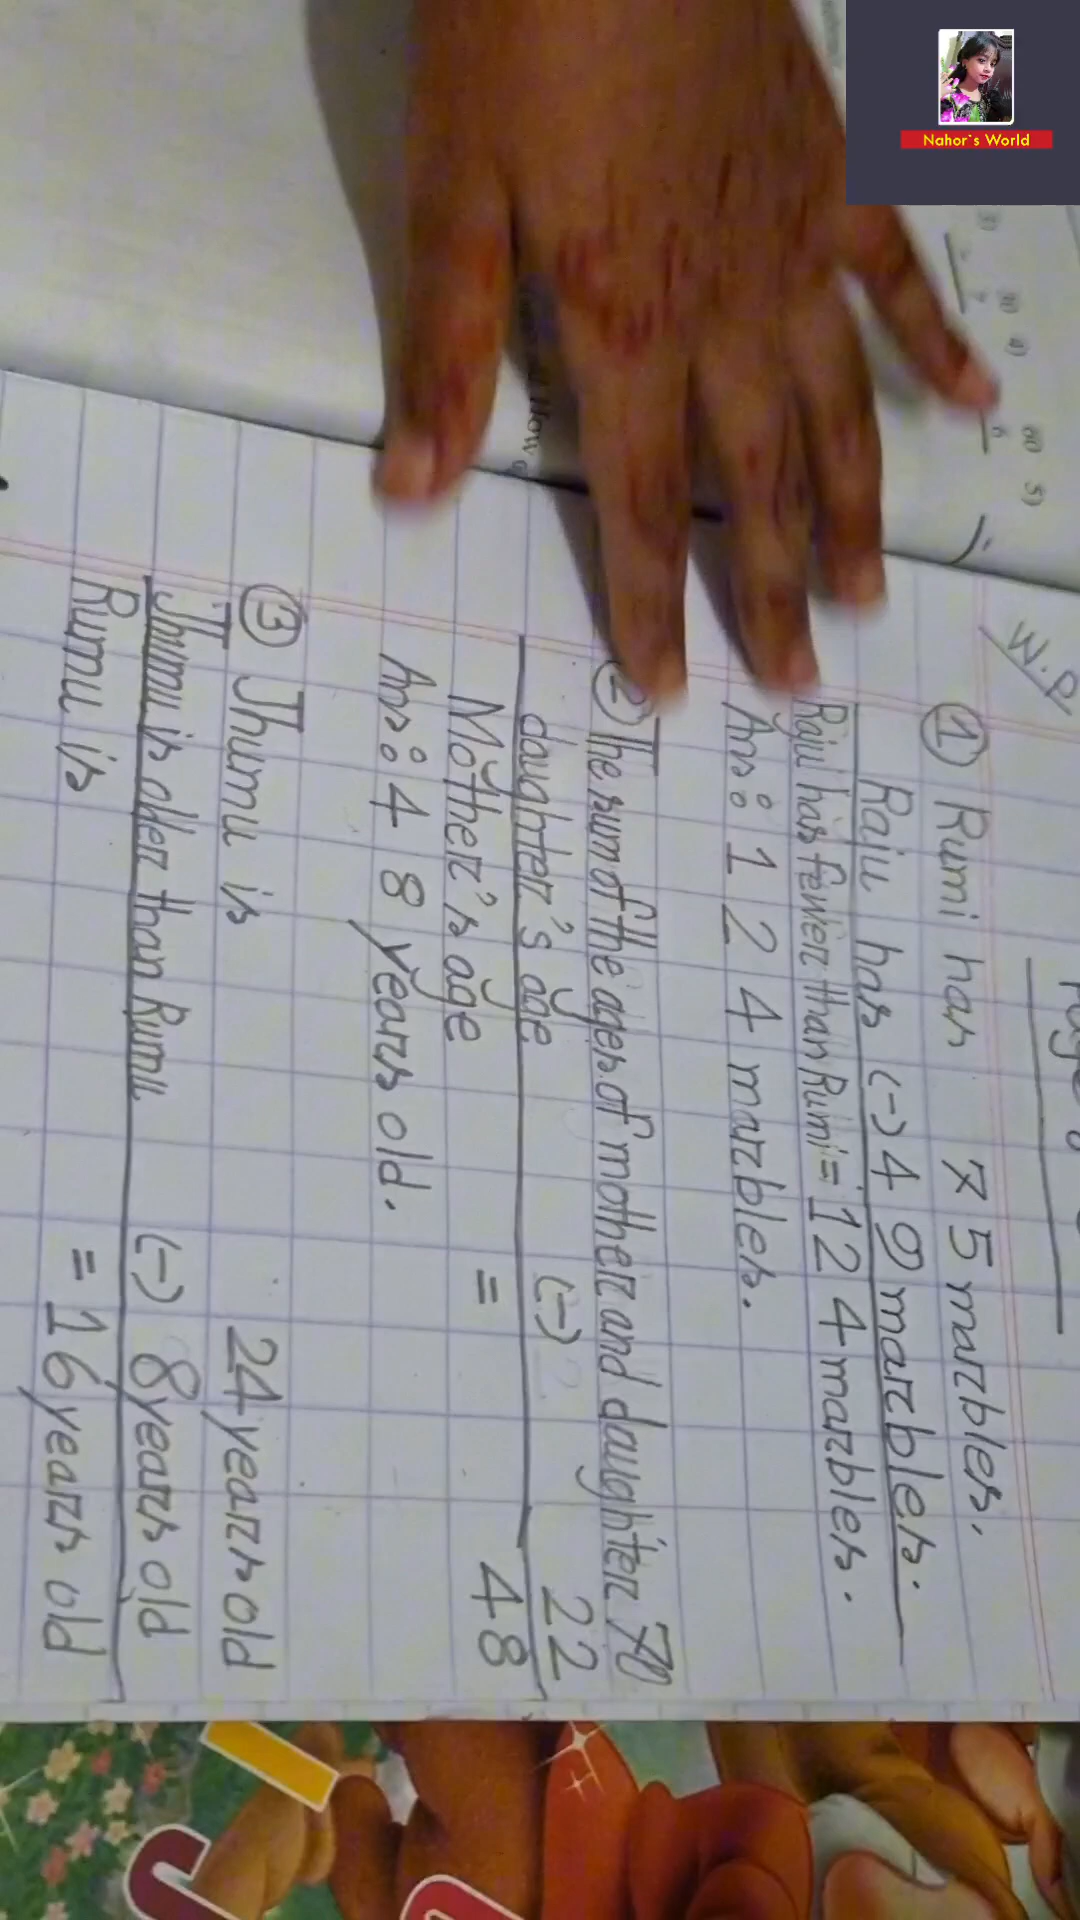 Nahor's World
W.P
① Rumi has 75 marbles.
Raju has (-) 49 marbles.
Raju has fewer than Rumi = 124 marbles.
Ans: 124 marbles.
② The sum of the ages of mother and daughter 70
daughter's age (-) 22
Mother's age = 48
Ans: 48 years old.
③ Jhumu is 24 years old
Jhumu is older than Rumu (-) 8 years old
Rumu is = 16 years old